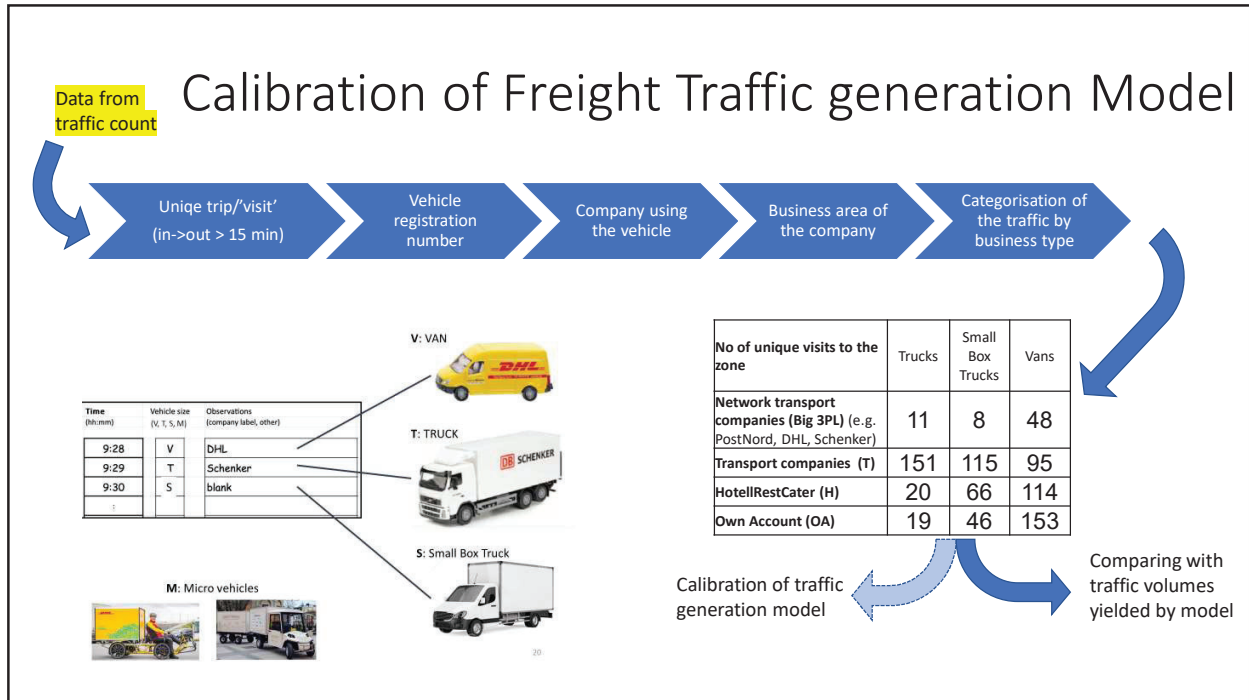 Calibration of Freight Traffic generation Model
Data from
traffic count
Uniqe trip/'visit'
(in->out > 15 min)
Vehicle
registration
number
Company using
the vehicle
Business area of
the company
Categorisation of
the traffic by
business type
V: VAN
DHL
Time
(hh:mm)
Vehicle size
(V, T, S, M)
Observations
(company label, other)
9:28 V DHL
9:29 T Schenker
9:30 S blank
:
T: TRUCK
DB SCHENKER
S: Small Box Truck
M: Micro vehicles
20
No of unique visits to the
zone
Trucks
Small
Box
Trucks
Vans
Network transport
companies (Big 3PL) (e.g.
PostNord, DHL, Schenker)
11 8 48
Transport companies (T) 151 115 95
HotellRestCater (H) 20 66 114
Own Account (OA) 19 46 153
Calibration of traffic
generation model
Comparing with
traffic volumes
yielded by model